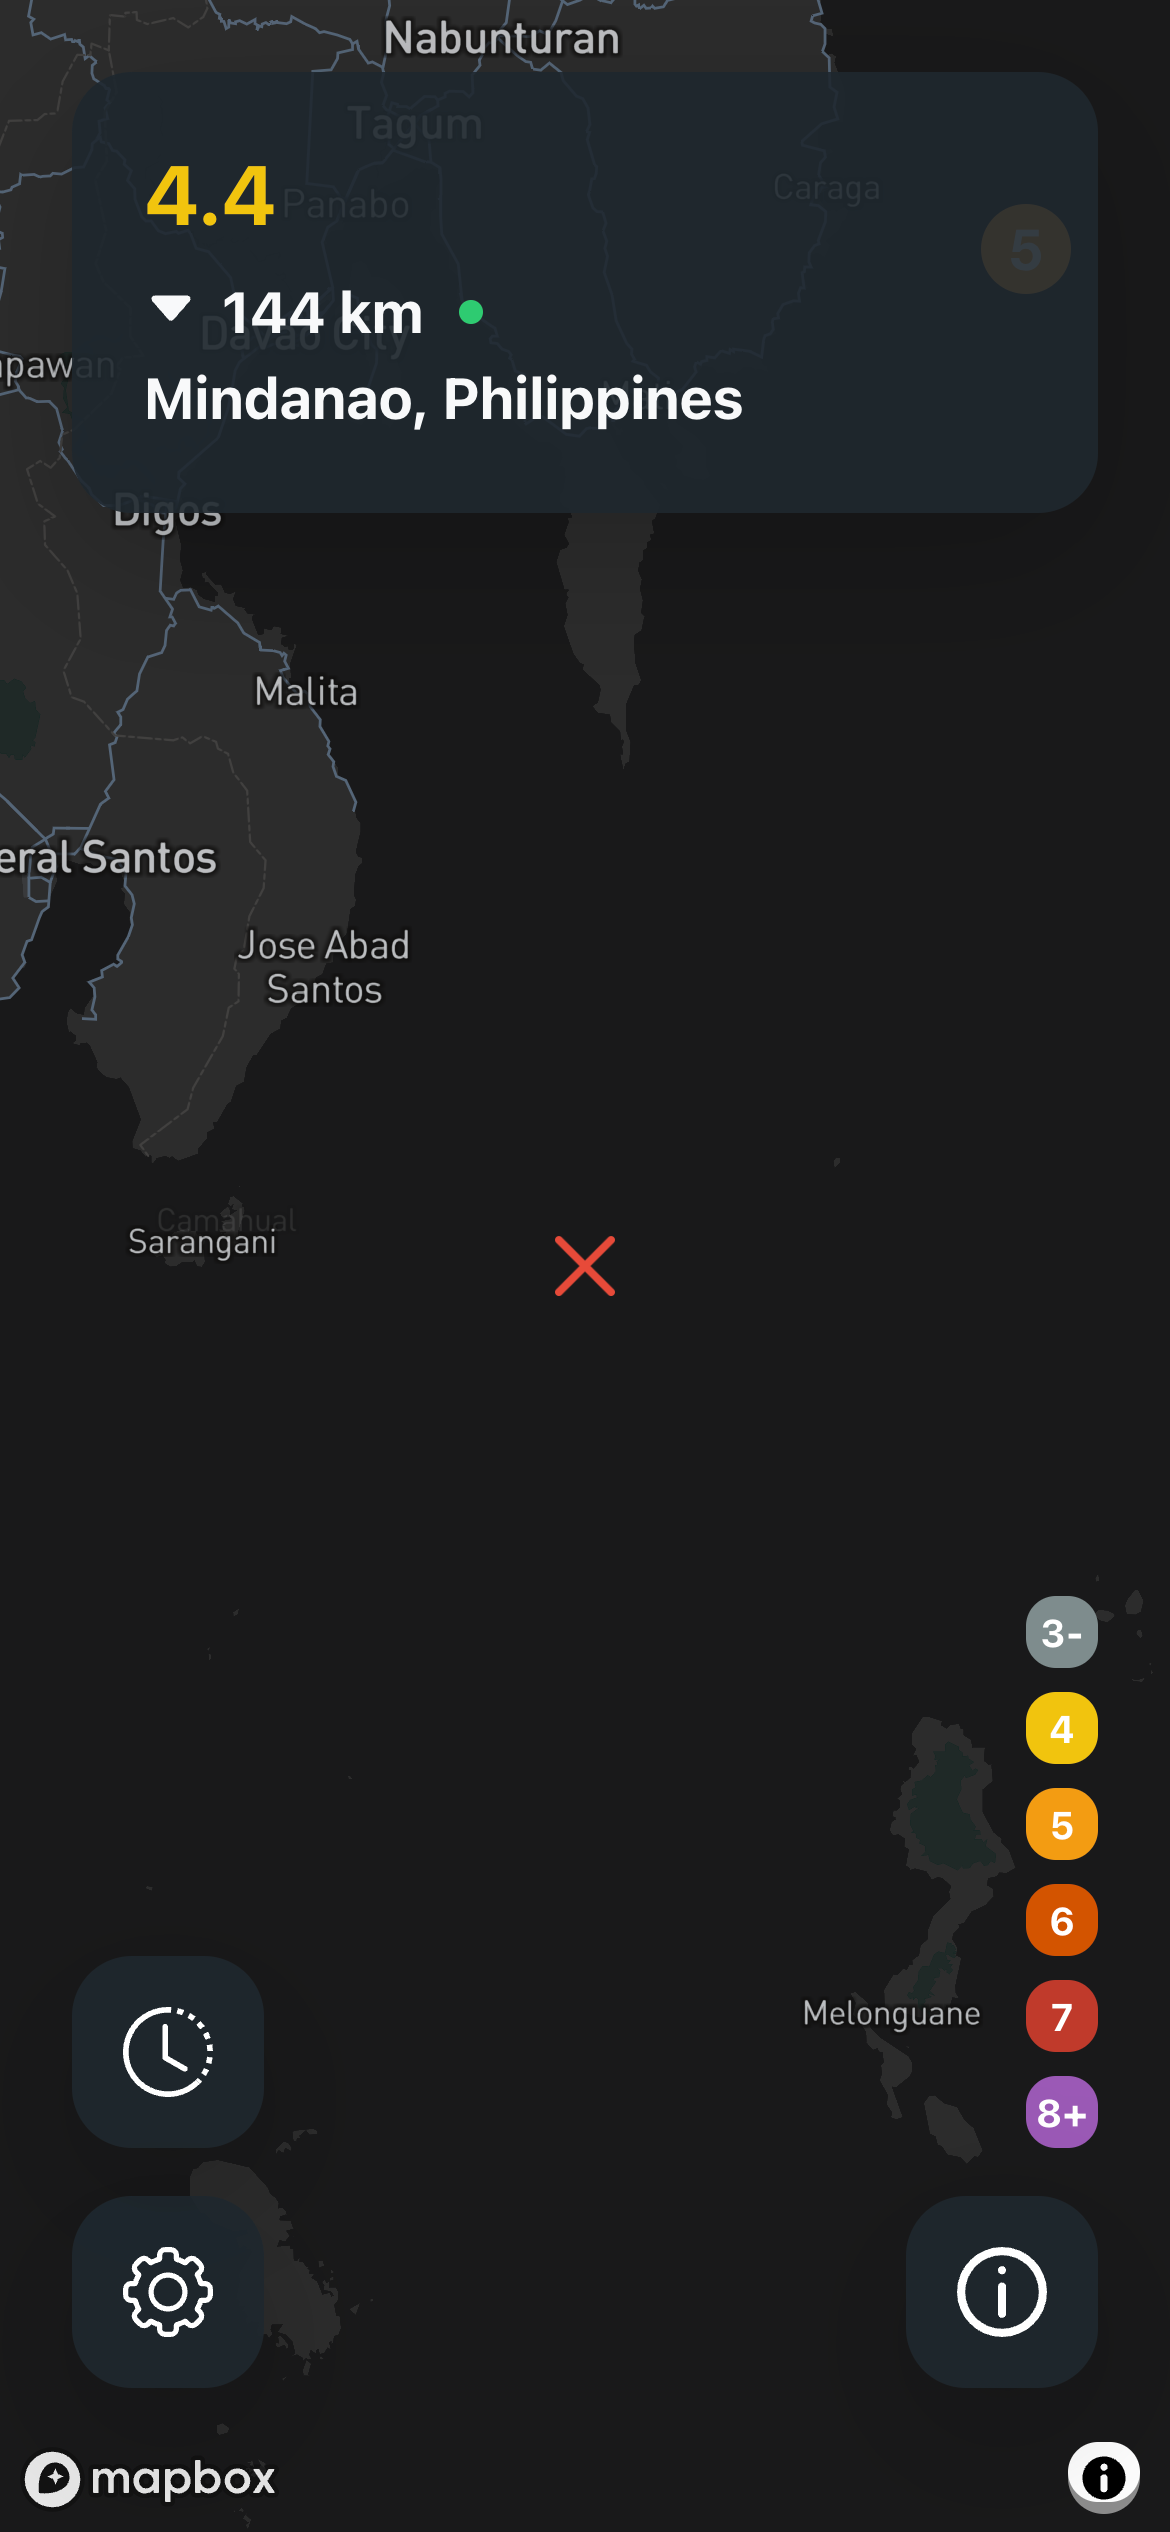 Nabunturan
Tagum
4.4
Panabo
Caraga
5
144 km
Davao City
Mindanao, Philippines
Digos
Malita
eral Santos
Jose Abad
Santos
Camahual
Sarangani
3-
4
5
6
7
8+
Melonguane
mapbox